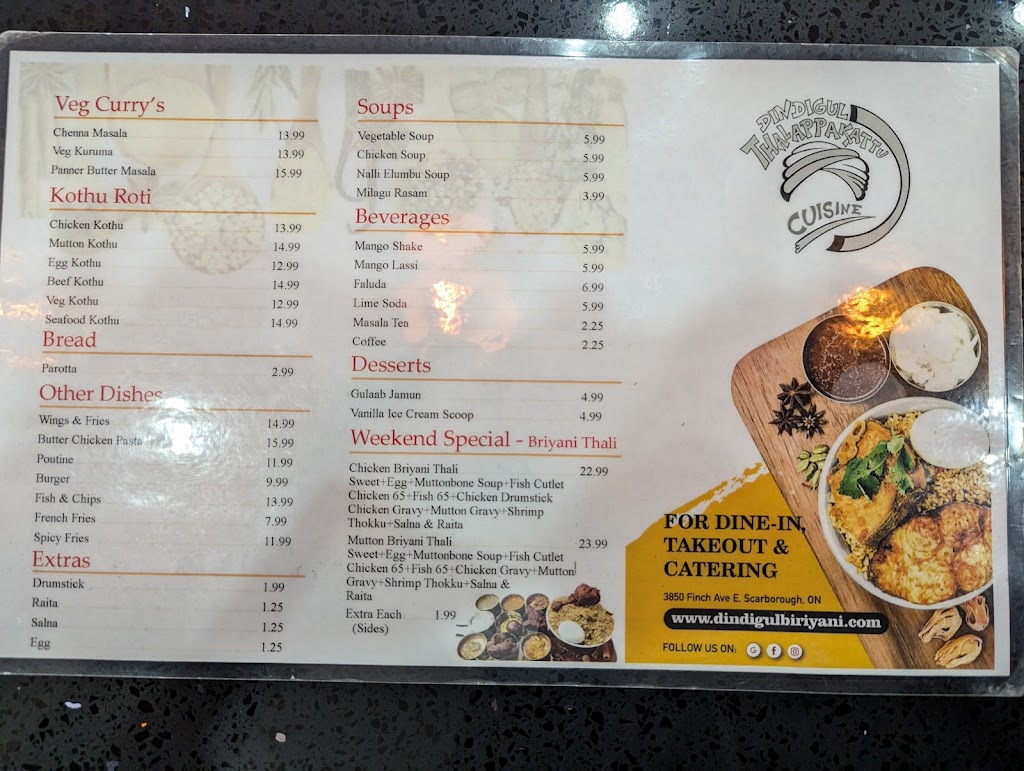 Veg Curry's
Chenna Masala 13.99
Veg Kuruma 13.99
Panner Butter Masala 15.99
Kothu Roti
Chicken Kothu 13.99
Mutton Kothu 14.99
Egg Kothu 12.99
Beef Kothu 14.99
Veg Kothu 12.99
Seafood Kothu 14.99
Bread
Parotta 2.99
Other Dishes
Wings & Fries 14.99
Butter Chicken Pasta 15.99
Poutine 11.99
Burger 9.99
Fish & Chips 13.99
French Fries 7.99
Spicy Fries 11.99
Extras
Drumstick 1.99
Raita 1.25
Salna 1.25
Egg 1.25
Soups
Vegetable Soup 5.99
Chicken Soup 5.99
Nalli Elumbu Soup 5.99
Milagu Rasam 3.99
Beverages
Mango Shake 5.99
Mango Lassi 5.99
Faluda 6.99
Lime Soda 5.99
Masala Tea 2.25
Coffee 2.25
Desserts
Gulaab Jamun 4.99
Vanilla Ice Cream Scoop 4.99
Weekend Special - Briyani Thali
Chicken Briyani Thali 22.99
Sweet+Egg+Muttonbone Soup+Fish Cutlet
Chicken 65+Fish 65+Chicken Drumstick
Chicken Gravy+Mutton Gravy+Shrimp
Thokku+Salna & Raita
Mutton Briyani Thali 23.99
Sweet+Egg+Muttonbone Soup+Fish Cutlet
Chicken 65+Fish 65+Chicken Gravy+Mutton
Gravy+Shrimp Thokku+Salna &
Raita
Extra Each 1.99
(Sides)
DINDIGUL
THALAPPAKATTU
CUISINE
FOR DINE-IN,
TAKEOUT &
CATERING
3850 Finch Ave E, Scarborough, ON
www.dindigulbiriyani.com
FOLLOW US ON: G f